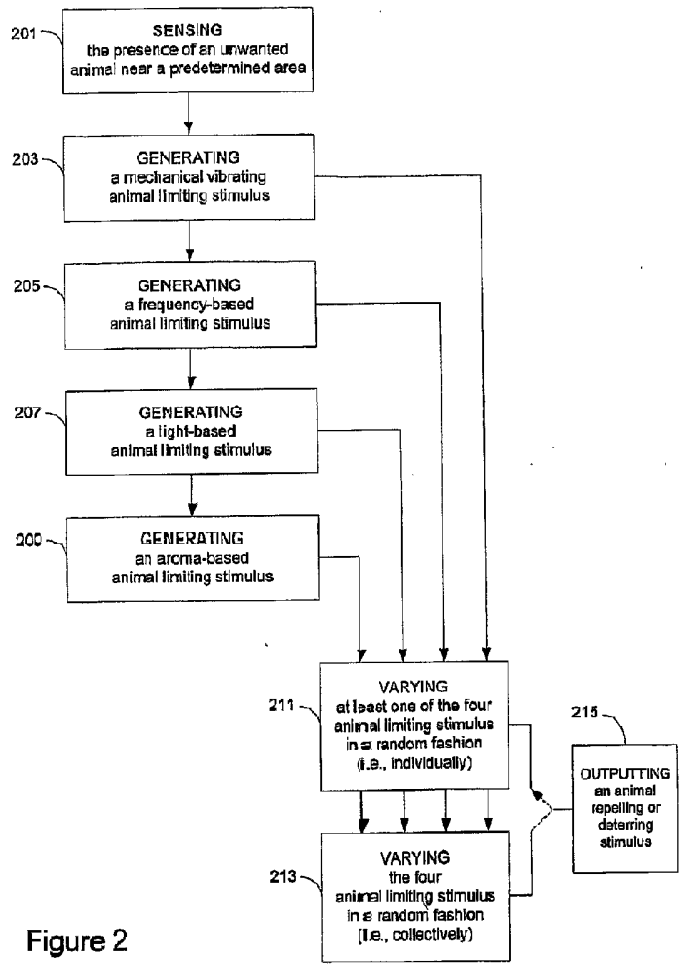 201
SENSING
the presence of an unwanted
animal near a predetermined area
203
GENERATING
a mechanical vibrating
animal limiting stimulus
205
GENERATING
a frequency-based
animal limiting stimulus
207
GENERATING
a light-based
animal limiting stimulus
200
GENERATING
an aroma-based
animal limiting stimulus
211
VARYING
at least one of the four
animal limiting stimulus
in a random fashion
(i.e., individually)
215
OUTPUTTING
an animal
repelling or
deterring
stimulus
213
VARYING
the four
animal limiting stimulus
in a random fashion
(i.e., collectively)
Figure 2